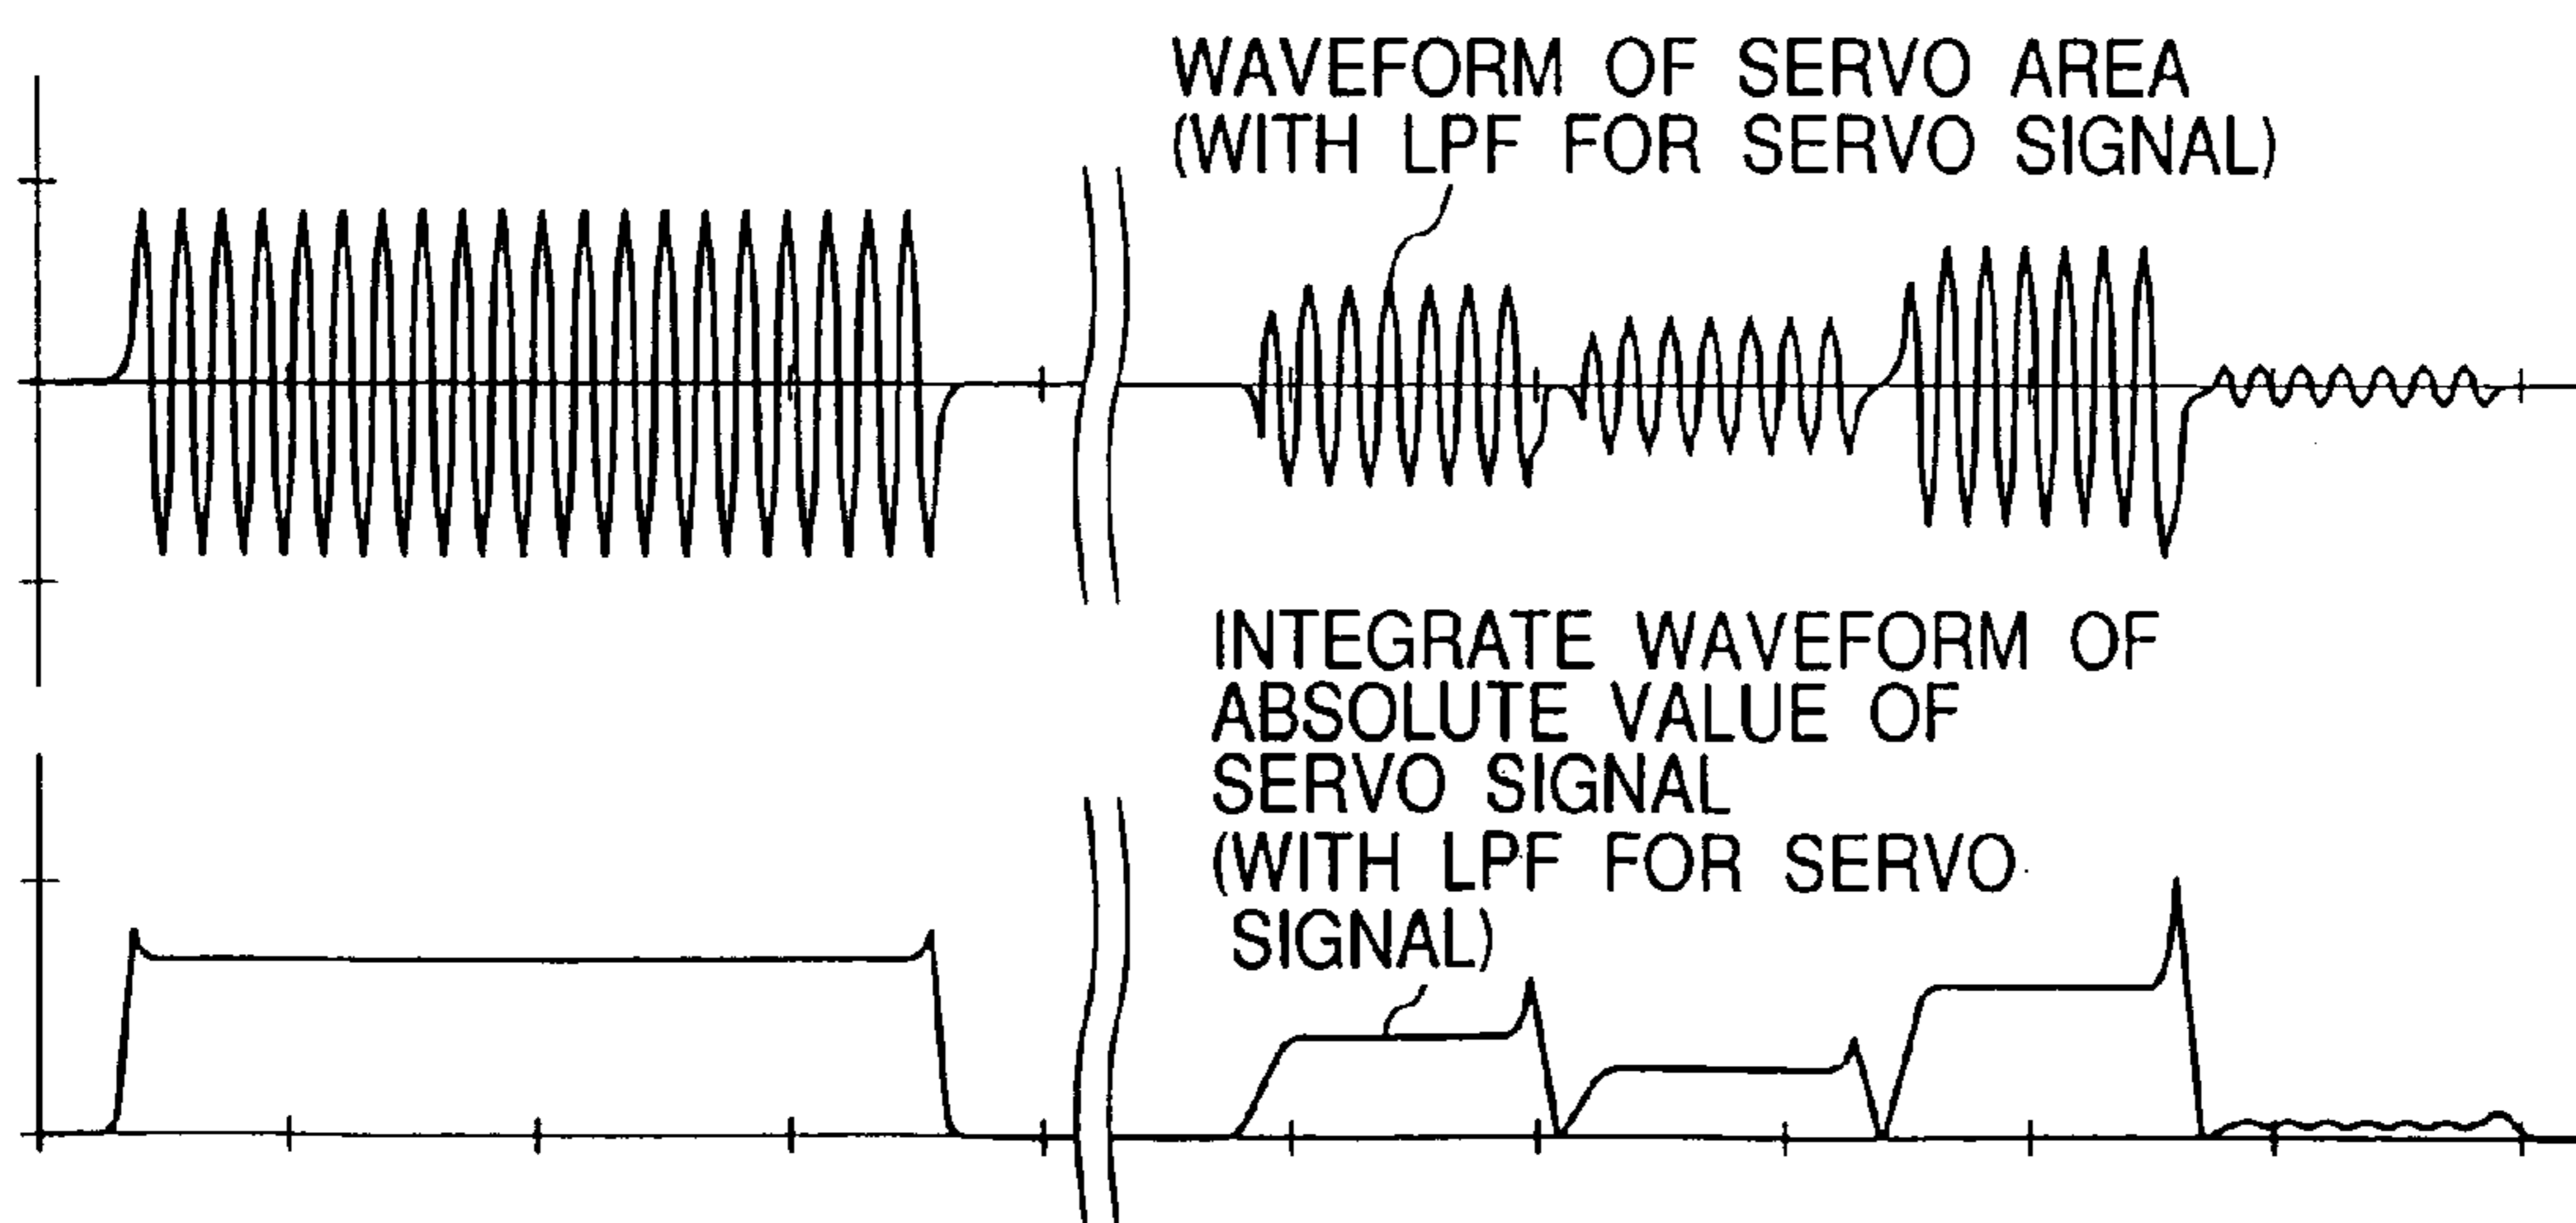 WAVEFORM OF SERVO AREA
(WITH LPF FOR SERVO SIGNAL)
INTEGRATE WAVEFORM OF
ABSOLUTE VALUE OF
SERVO SIGNAL
(WITH LPF FOR SERVO
SIGNAL)